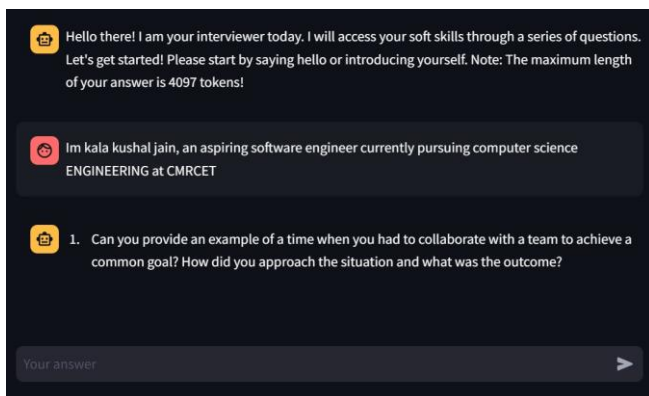 Hello there! I am your interviewer today. I will access your soft skills through a series of questions.
Let's get started! Please start by saying hello or introducing yourself. Note: The maximum length
of your answer is 4097 tokens!
Im kala kushal jain, an aspiring software engineer currently pursuing computer science
ENGINEERING at CMRCET
1. Can you provide an example of a time when you had to collaborate with a team to achieve a
common goal? How did you approach the situation and what was the outcome?
Your answer